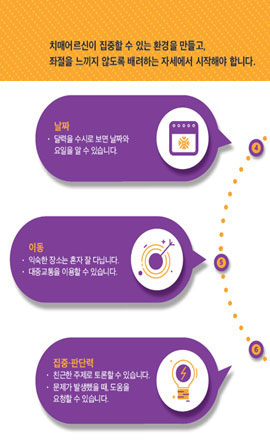 치매어르신이 집중할 수 있는 환경을 만들고,
좌절을 느끼지 않도록 배려하는 자세에서 시작해야 합니다.
날짜
· 달력을 수시로 보면 날짜와
요일을 알 수 있습니다.
4
이동
· 익숙한 장소는 혼자 잘 다닙니다.
· 대중교통을 이용할 수 있습니다.
5
집중·판단력
· 친근한 주제로 토론할 수 있습니다.
· 문제가 발생했을 때, 도움을
요청할 수 있습니다.
6